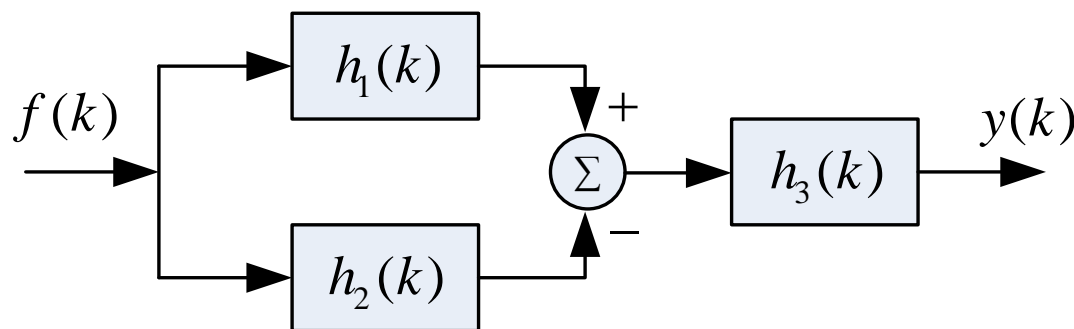 h₁(k)
f(k)
+
y(k)
Σ
h₃(k)
−
h₂(k)